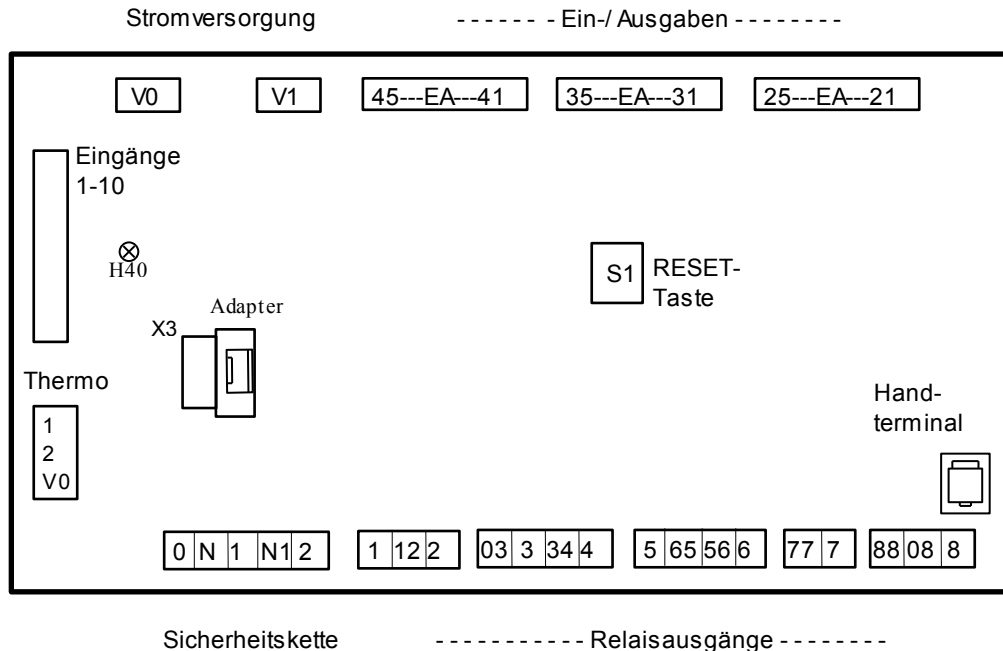 Stromversorgung - - - - - - - Ein-/ Ausgaben - - - - - - - -
V0 V1 45---EA---41 35---EA---31 25---EA---21
Eingänge
1-10
H40
S1 RESET-
Taste
Adapter
X3
Thermo
1
2
V0
Hand-
terminal
0 N 1 N1 2 1 12 2 03 3 34 4 5 65 56 6 77 7 88 08 8
Sicherheitskette - - - - - - - - - - - Relaisausgänge - - - - - - - -